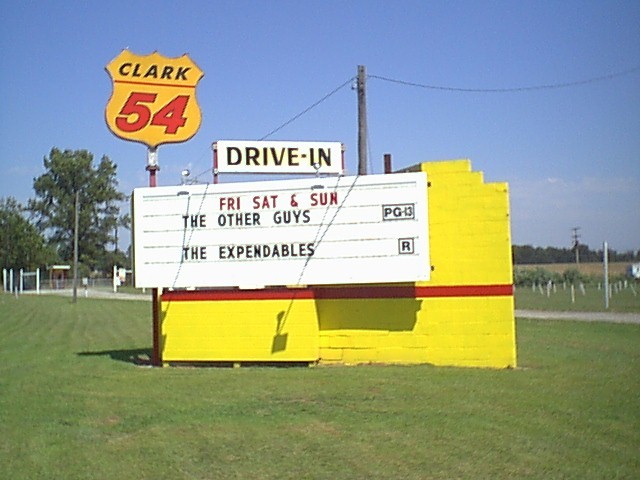 CLARK
54
DRIVE-IN
FRI SAT & SUN
THE OTHER GUYS PG-13
THE EXPENDABLES R